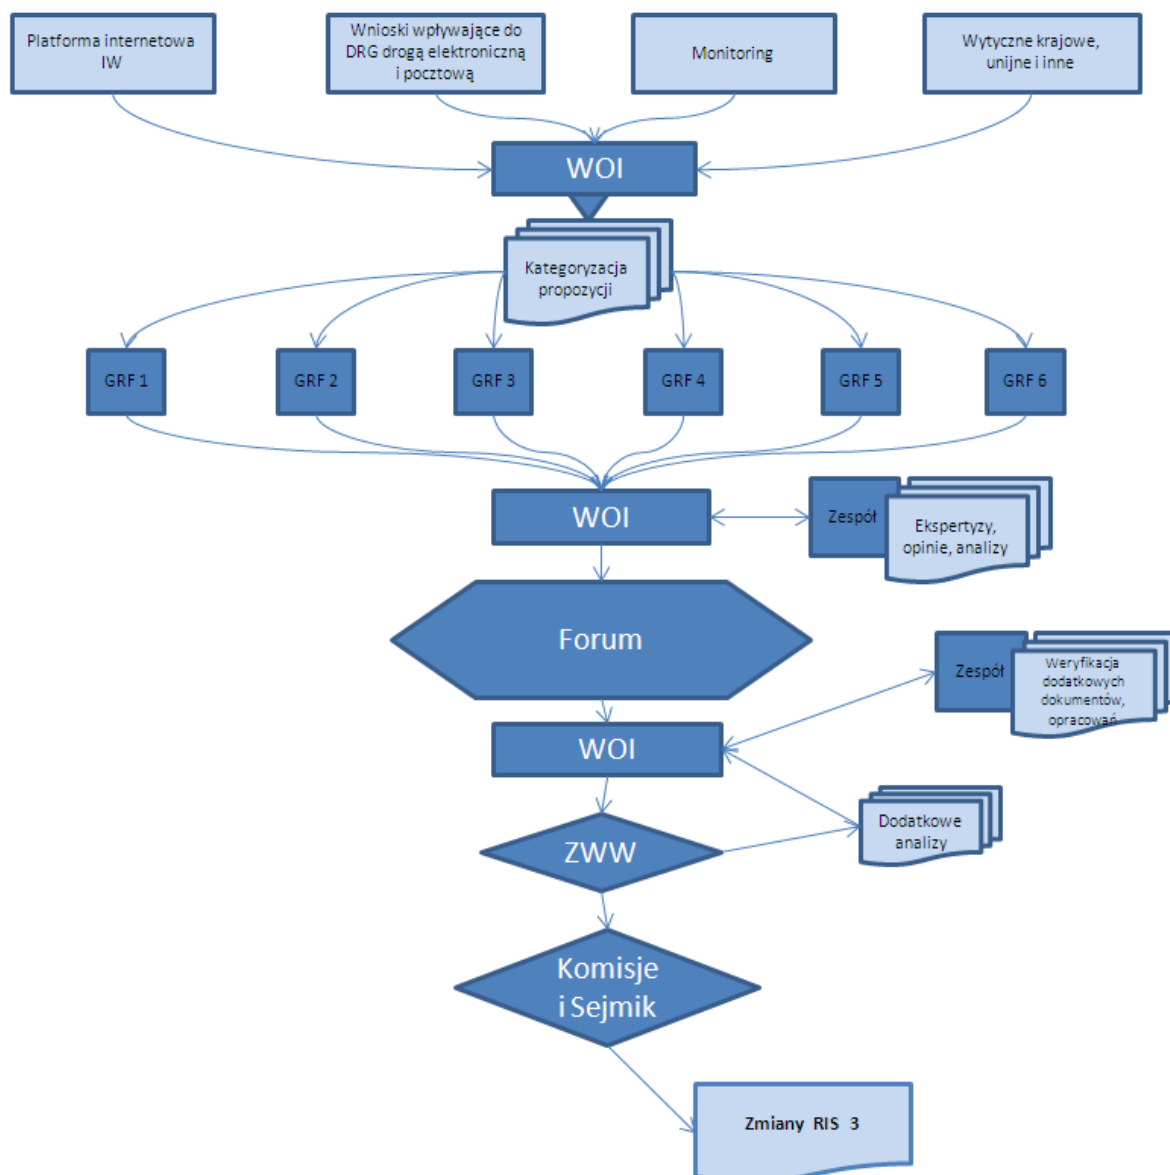 Platforma internetowa
IW
Wnioski wpływające do
DRG drogą elektroniczną
i pocztową
Monitoring
Wytyczne krajowe,
unijne i inne
WOI
Kategoryzacja
propozycji
GRF 1
GRF 2
GRF 3
GRF 4
GRF 5
GRF 6
WOI
Zespół
Ekspertyzy,
opinie, analizy
Forum
Zespół
Weryfikacja
dodatkowych
dokumentów,
opracowań
WOI
Dodatkowe
analizy
ZWW
Komisje
i Sejmik
Zmiany RIS 3